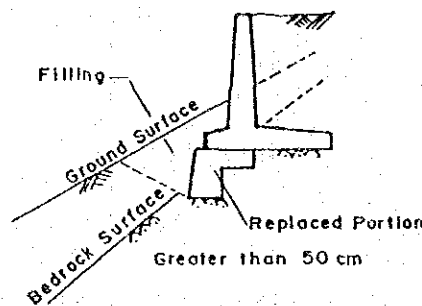 Filling
Ground Surface
Bedrock Surface
Replaced Portion
Greater than 50 cm